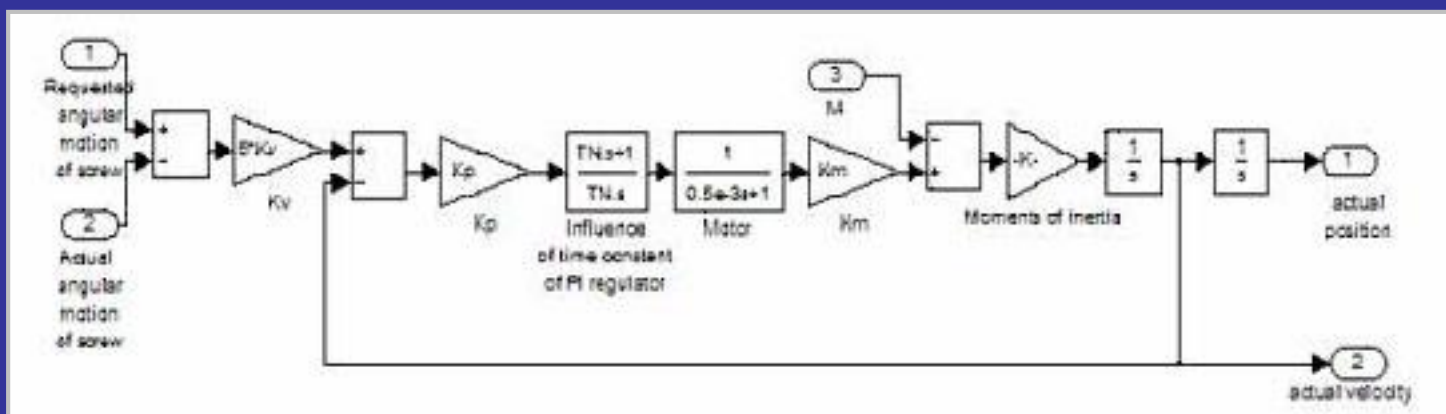 1
Requested
angular
motion
of screw
2
Actual
angular
motion
of screw
+
−
Kv
+
−
Kp
Kp
TN.s+1
TN.s
Influence
of time constant
of PI regulator
1
0.5e-3s+1
Motor
Km
Km
3
M
−
+
-K-
Moments of inertia
1
s
1
s
1
actual
position
2
actual velocity